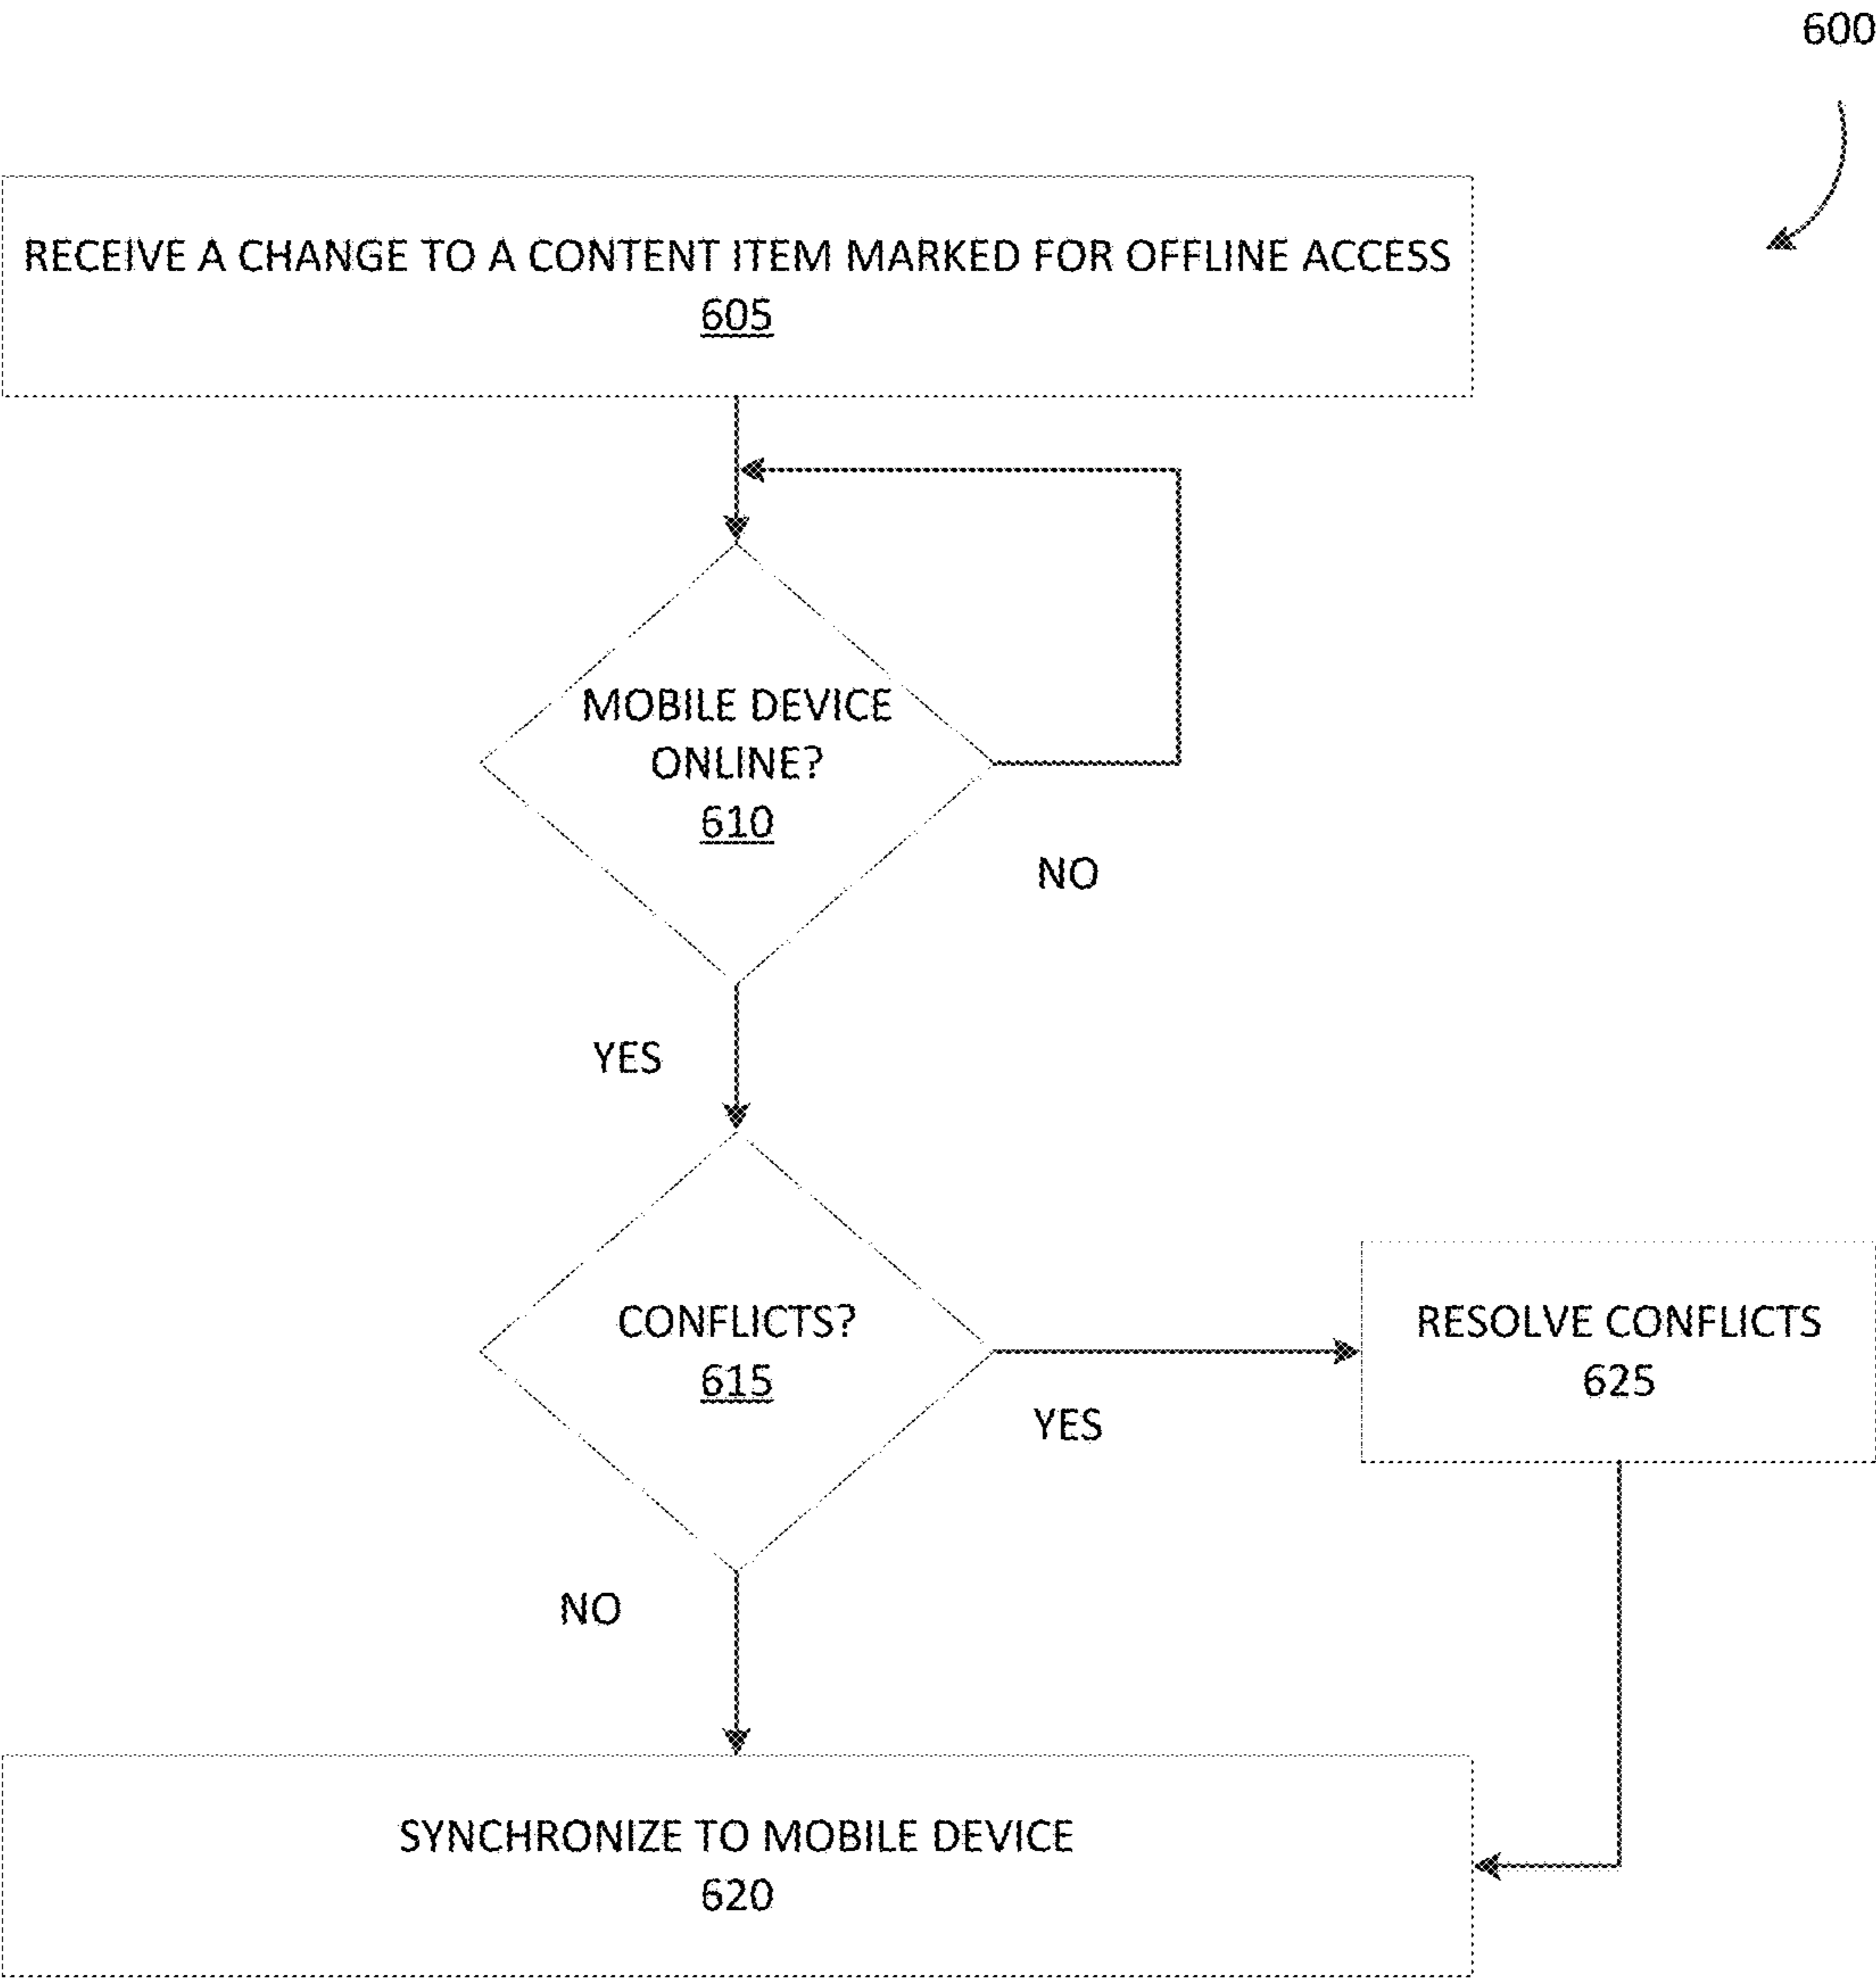 600
RECEIVE A CHANGE TO A CONTENT ITEM MARKED FOR OFFLINE ACCESS
605
MOBILE DEVICE
ONLINE?
610
NO
YES
CONFLICTS?
615
YES
RESOLVE CONFLICTS
625
NO
SYNCHRONIZE TO MOBILE DEVICE
620